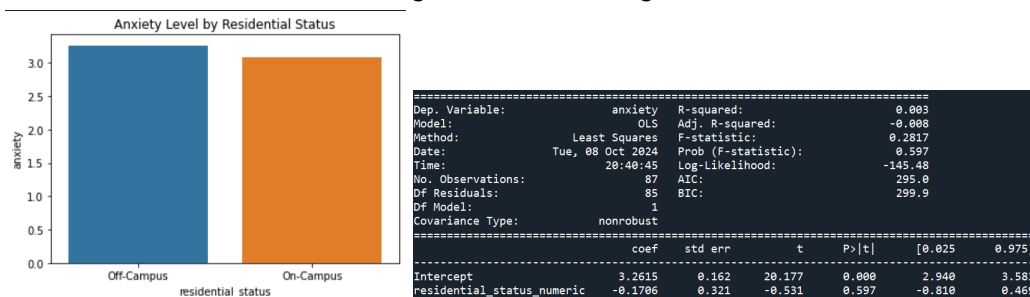 Anxiety Level by Residential Status
3.0
2.5
2.0
1.5
1.0
0.5
0.0
anxiety
Off-Campus On-Campus
residential_status
==============================================================================
Dep. Variable: anxiety R-squared: 0.003
Model: OLS Adj. R-squared: -0.008
Method: Least Squares F-statistic: 0.2817
Date: Tue, 08 Oct 2024 Prob (F-statistic): 0.597
Time: 20:40:45 Log-Likelihood: -145.48
No. Observations: 87 AIC: 295.0
Df Residuals: 85 BIC: 299.9
Df Model: 1
Covariance Type: nonrobust
==============================================================================
coef std err t P>|t| [0.025 0.975
------------------------------------------------------------------------------
Intercept 3.2615 0.162 20.177 0.000 2.940
residential_status_numeric -0.1706 0.321 -0.531 0.597 -0.810